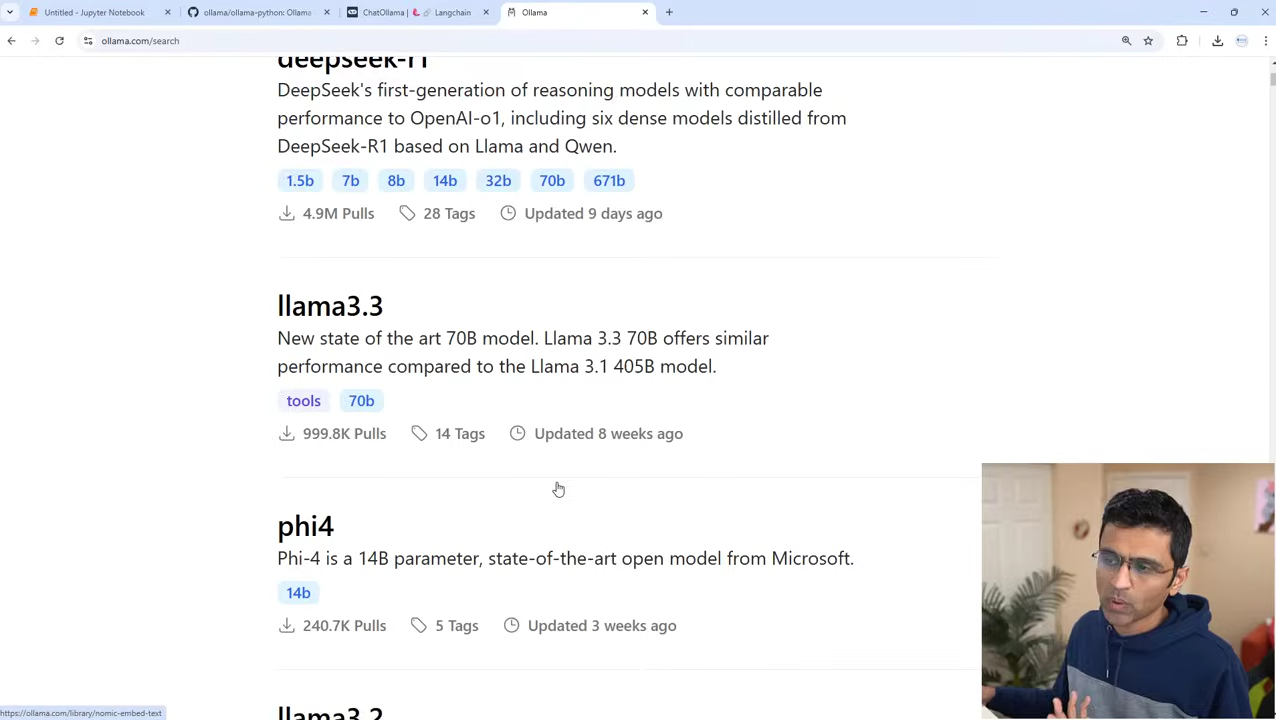 Untitled - Jupyter Notebook
ollama/ollama-python: Ollama
ChatOllama | 🦜️🔗 Langchain
Ollama
ollama.com/search
deepseek-r1
DeepSeek's first-generation of reasoning models with comparable
performance to OpenAI-o1, including six dense models distilled from
DeepSeek-R1 based on Llama and Qwen.
1.5b 7b 8b 14b 32b 70b 671b
4.9M Pulls 28 Tags Updated 9 days ago
llama3.3
New state of the art 70B model. Llama 3.3 70B offers similar
performance compared to the Llama 3.1 405B model.
tools 70b
999.8K Pulls 14 Tags Updated 8 weeks ago
phi4
Phi-4 is a 14B parameter, state-of-the-art open model from Microsoft.
14b
240.7K Pulls 5 Tags Updated 3 weeks ago
llama3.2
https://ollama.com/library/nomic-embed-text